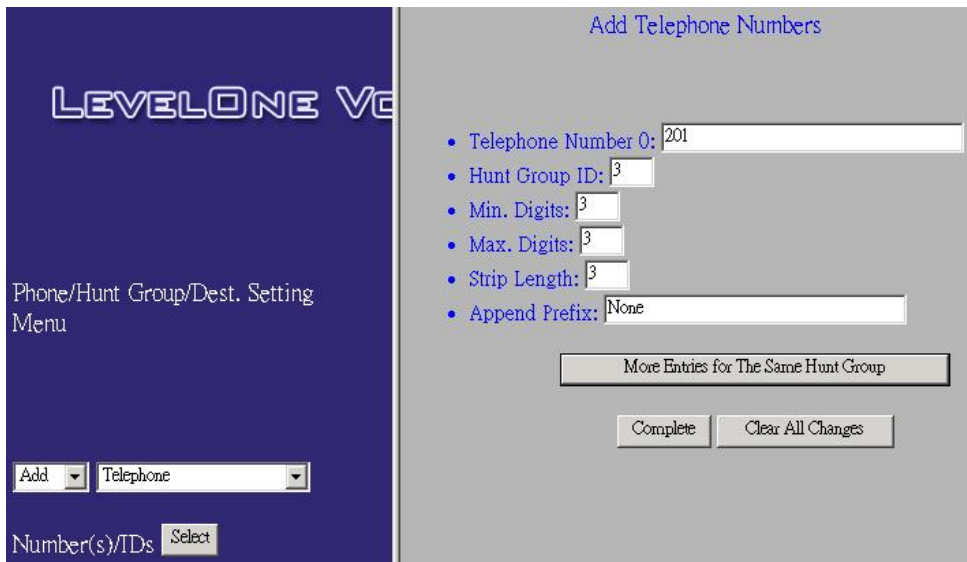 LEVELONE
Phone/Hunt Group/Dest. Setting
Menu
Add Telephone
Number(s)/IDs Select
Add Telephone Numbers
Telephone Number 0: 201
Hunt Group ID: 3
Min. Digits: 3
Max. Digits: 3
Strip Length: 3
Append Prefix: None
More Entries for The Same Hunt Group
Complete Clear All Changes